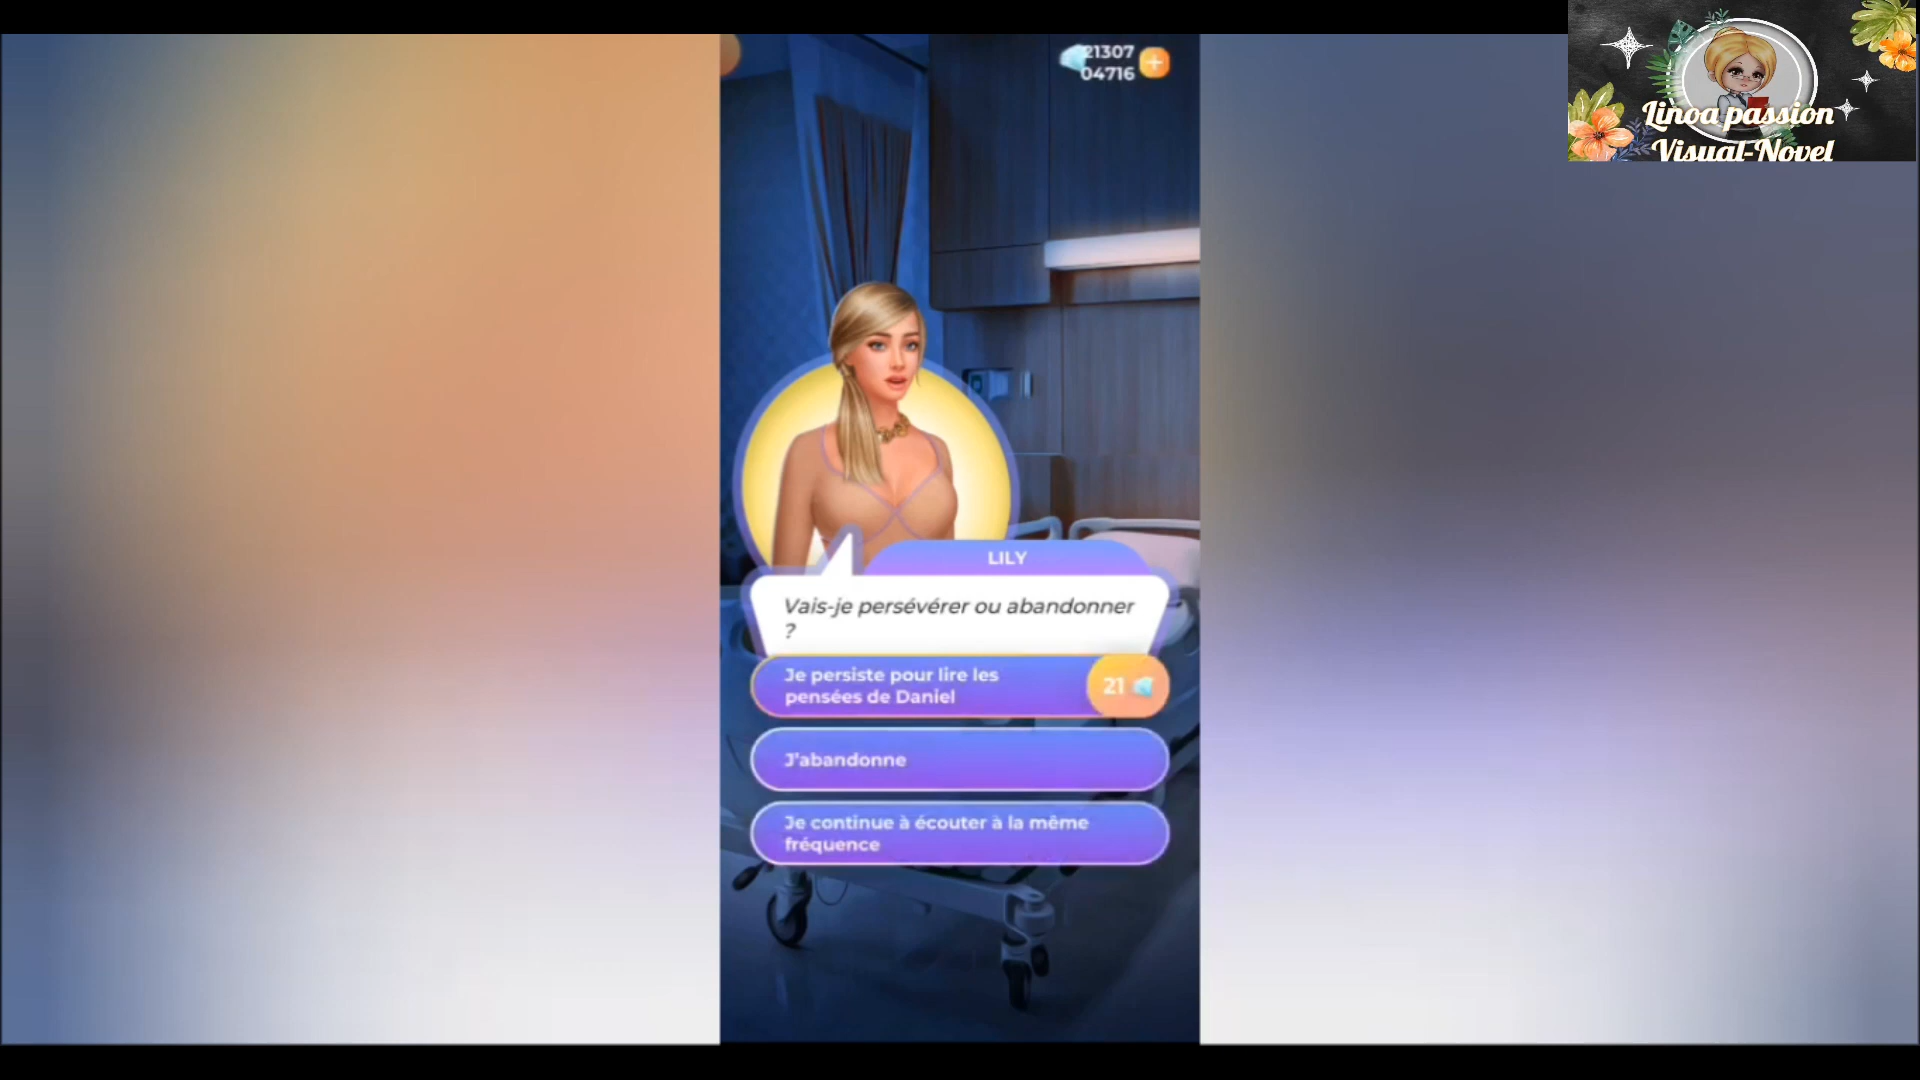 21307
04716
Linoa passion
Visual-Novel
LILY
Vais-je persévérer ou abandonner
?
Je persiste pour lire les
pensées de Daniel
21
J'abandonne
Je continue à écouter à la même
fréquence